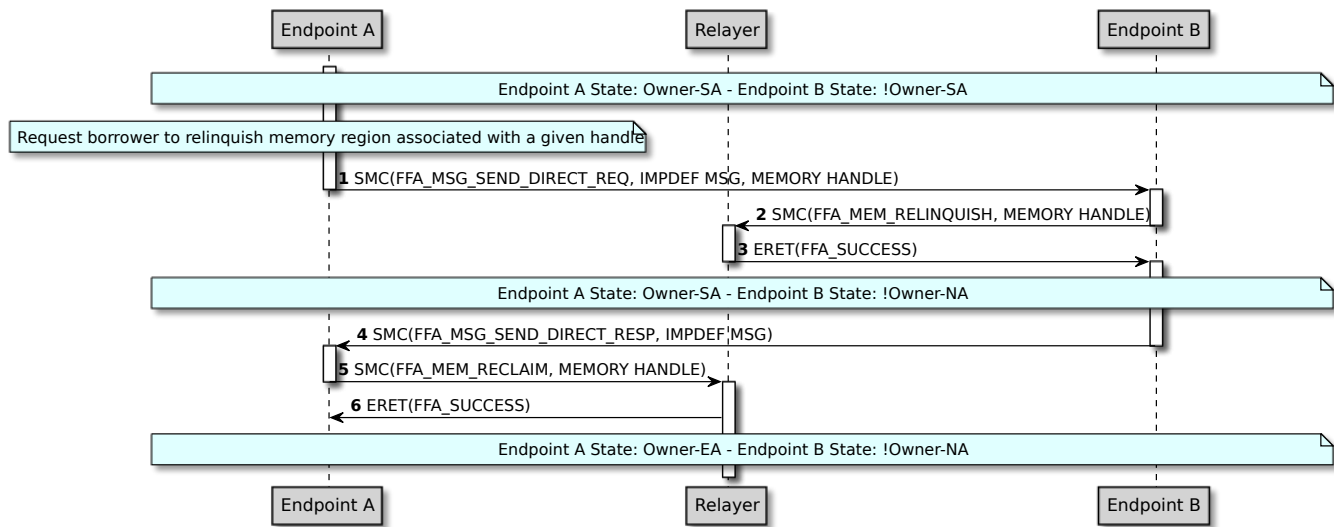 Endpoint A Relayer Endpoint B
Endpoint A State: Owner-SA - Endpoint B State: !Owner-SA
Request borrower to relinquish memory region associated with a given handle
1 SMC(FFA_MSG_SEND_DIRECT_REQ, IMPDEF MSG, MEMORY HANDLE)
2 SMC(FFA_MEM_RELINQUISH, MEMORY HANDLE)
3 ERET(FFA_SUCCESS)
Endpoint A State: Owner-SA - Endpoint B State: !Owner-NA
4 SMC(FFA_MSG_SEND_DIRECT_RESP, IMPDEF MSG)
5 SMC(FFA_MEM_RECLAIM, MEMORY HANDLE)
6 ERET(FFA_SUCCESS)
Endpoint A State: Owner-EA - Endpoint B State: !Owner-NA
Endpoint A Relayer Endpoint B